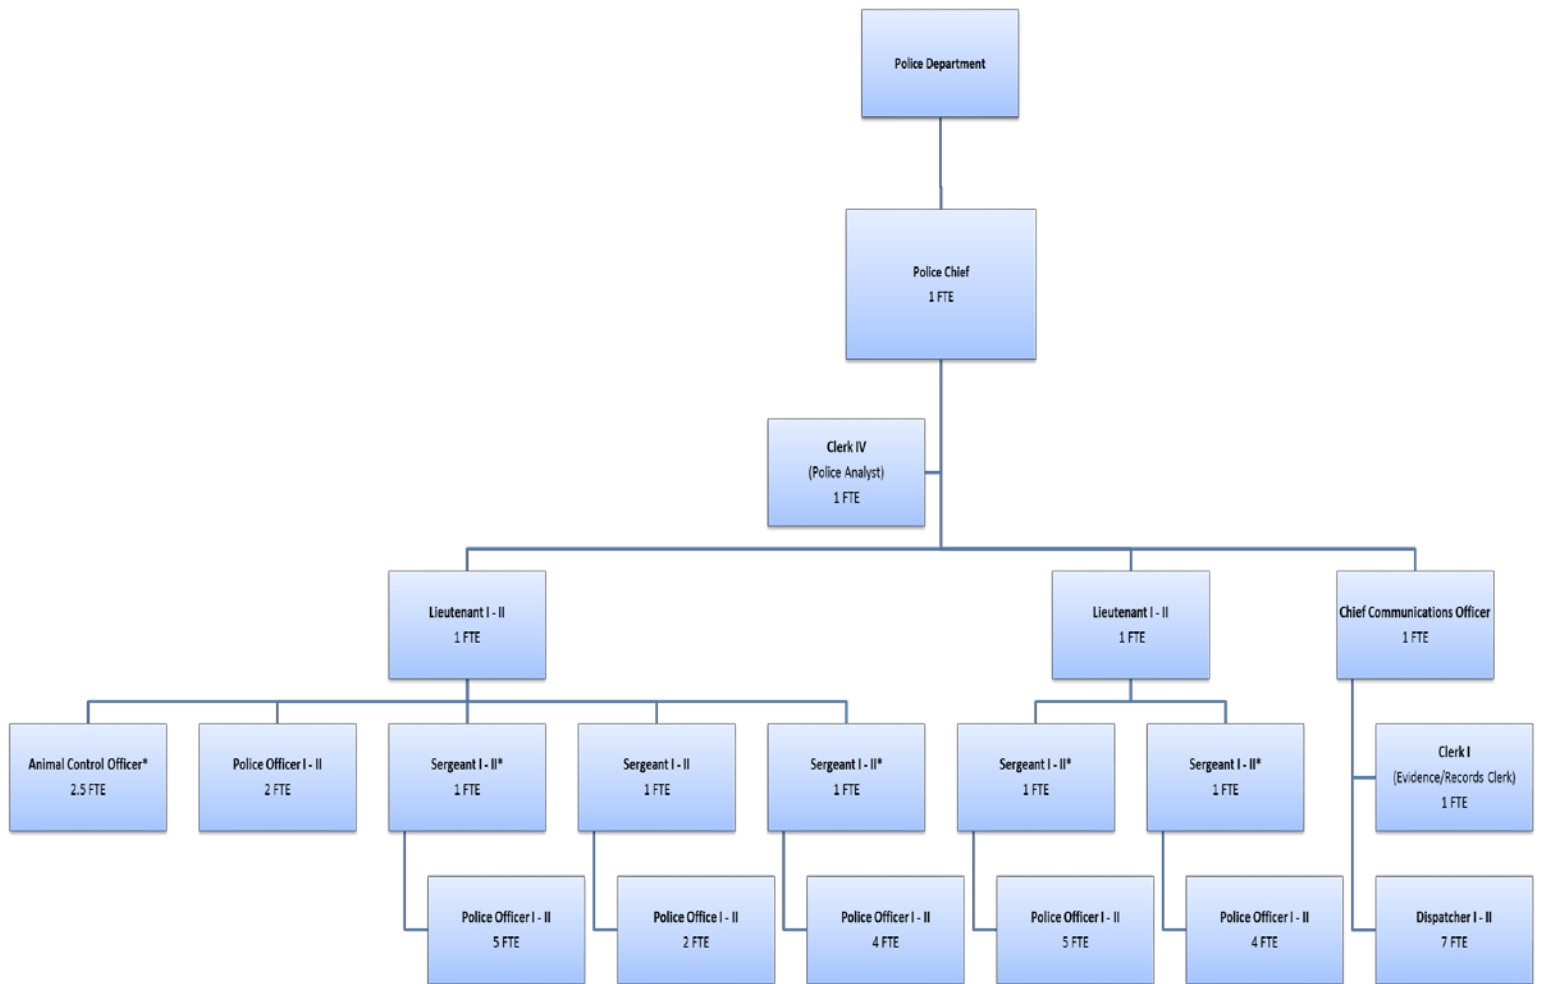 Police Department
Police Chief
1 FTE
Clerk IV
(Police Analyst)
1 FTE
Lieutenant I - II
1 FTE
Lieutenant I - II
1 FTE
Chief Communications Officer
1 FTE
Animal Control Officer*
2.5 FTE
Police Officer I - II
2 FTE
Sergeant I - II*
1 FTE
Sergeant I - II
1 FTE
Sergeant I - II*
1 FTE
Sergeant I - II*
1 FTE
Sergeant I - II*
1 FTE
Clerk I
(Evidence/Records Clerk)
1 FTE
Police Officer I - II
5 FTE
Police Office I - II
2 FTE
Police Officer I - II
4 FTE
Police Officer I - II
5 FTE
Police Officer I - II
4 FTE
Dispatcher I - II
7 FTE